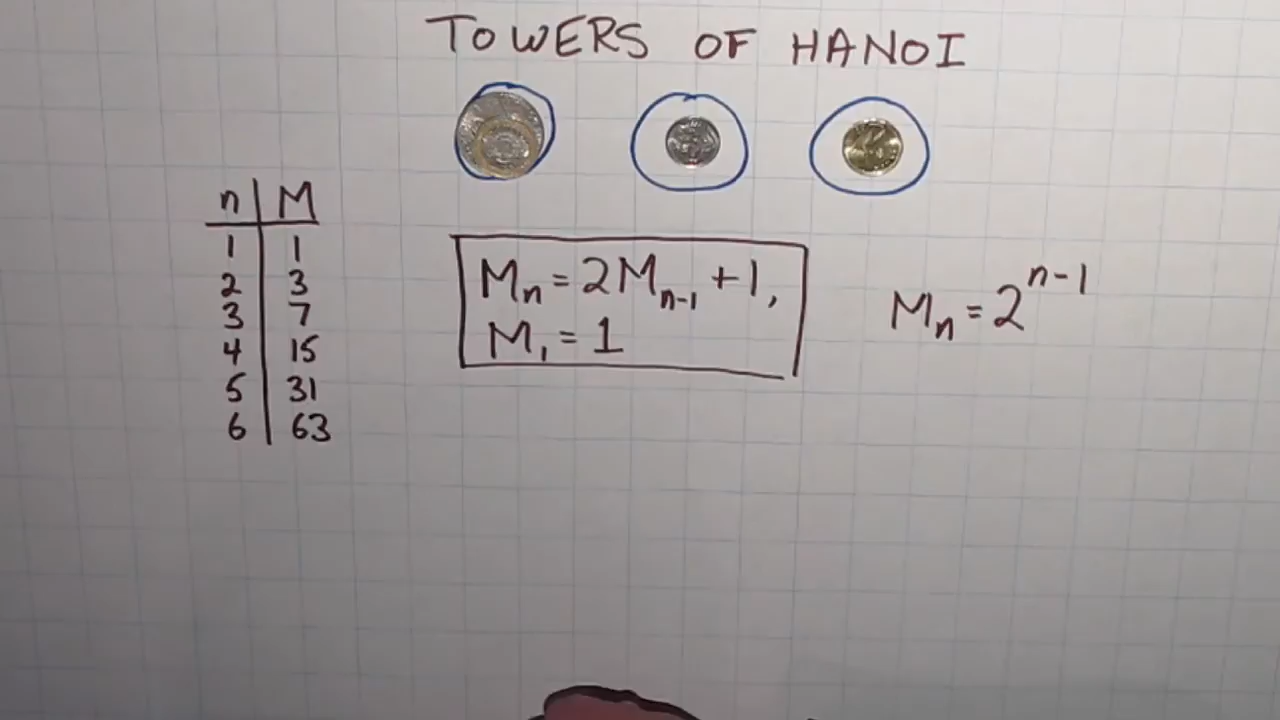 TOWERS OF HANOI
n M
1 1
2 3
3 7
4 15
5 31
6 63
Mₙ = 2Mₙ₋₁ + 1,
M₁ = 1
Mₙ = 2ⁿ⁻¹